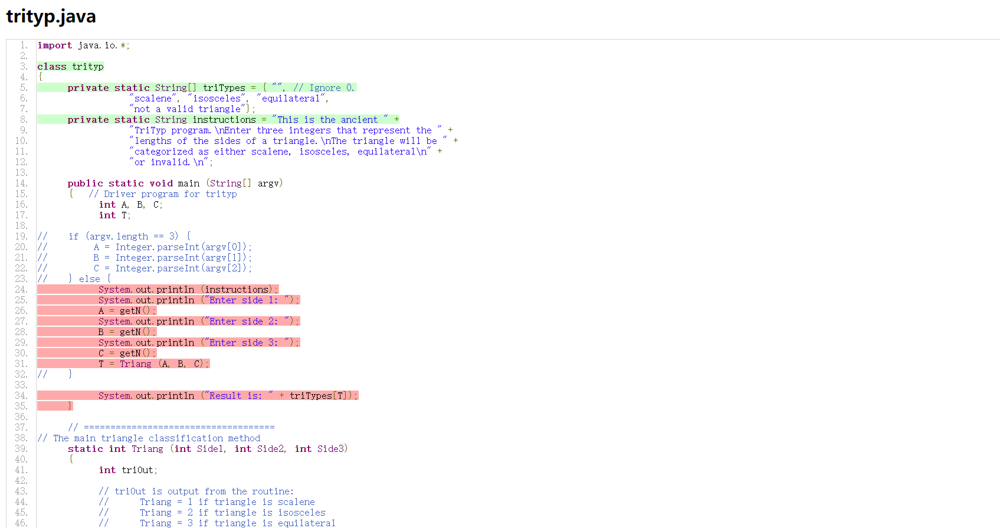 trityp.java
1. import java.io.*;
2.
3. class trityp
4. {
5. private static String[] triTypes = { "", // Ignore 0.
6. "scalene", "isosceles", "equilateral",
7. "not a valid triangle"};
8. private static String instructions = "This is the ancient " +
9. "TriTyp program.\nEnter three integers that represent the " +
10. "lengths of the sides of a triangle.\nThe triangle will be " +
11. "categorized as either scalene, isosceles, equilateral\n" +
12. "or invalid.\n";
13.
14. public static void main (String[] argv)
15. { // Driver program for trityp
16. int A, B, C;
17. int T;
18.
19. // if (argv.length == 3) {
20. // A = Integer.parseInt(argv[0]);
21. // B = Integer.parseInt(argv[1]);
22. // C = Integer.parseInt(argv[2]);
23. // } else {
24. System.out.println (instructions);
25. System.out.println ("Enter side 1: ");
26. A = getN();
27. System.out.println ("Enter side 2: ");
28. B = getN();
29. System.out.println ("Enter side 3: ");
30. C = getN();
31. T = Triang (A, B, C);
32. // }
33.
34. System.out.println ("Result is: " + triTypes[T]);
35. }
36.
37. // ====================================
38. // The main triangle classification method
39. static int Triang (int Side1, int Side2, int Side3)
40. {
41. int triOut;
42.
43. // triOut is output from the routine:
44. // Triang = 1 if triangle is scalene
45. // Triang = 2 if triangle is isosceles
46. // Triang = 3 if triangle is equilateral